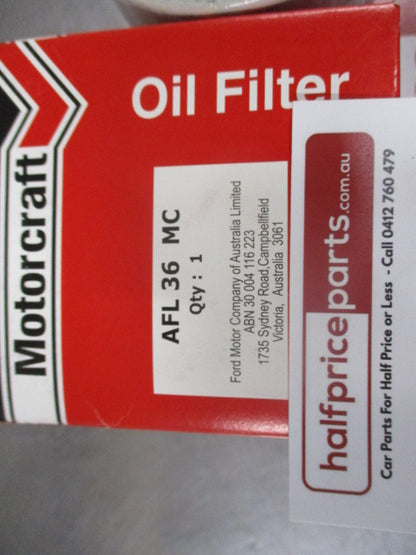 Motorcraft
Oil Filter
AFL 36 MC
Qty : 1
Ford Motor Company of Australia Limited
ABN 30 004 116 223
1735 Sydney Road,Campbellfield
Victoria, Australia 3061
halfpriceparts.com.au
Car Parts For Half Price or Less - Call 0412 760 479